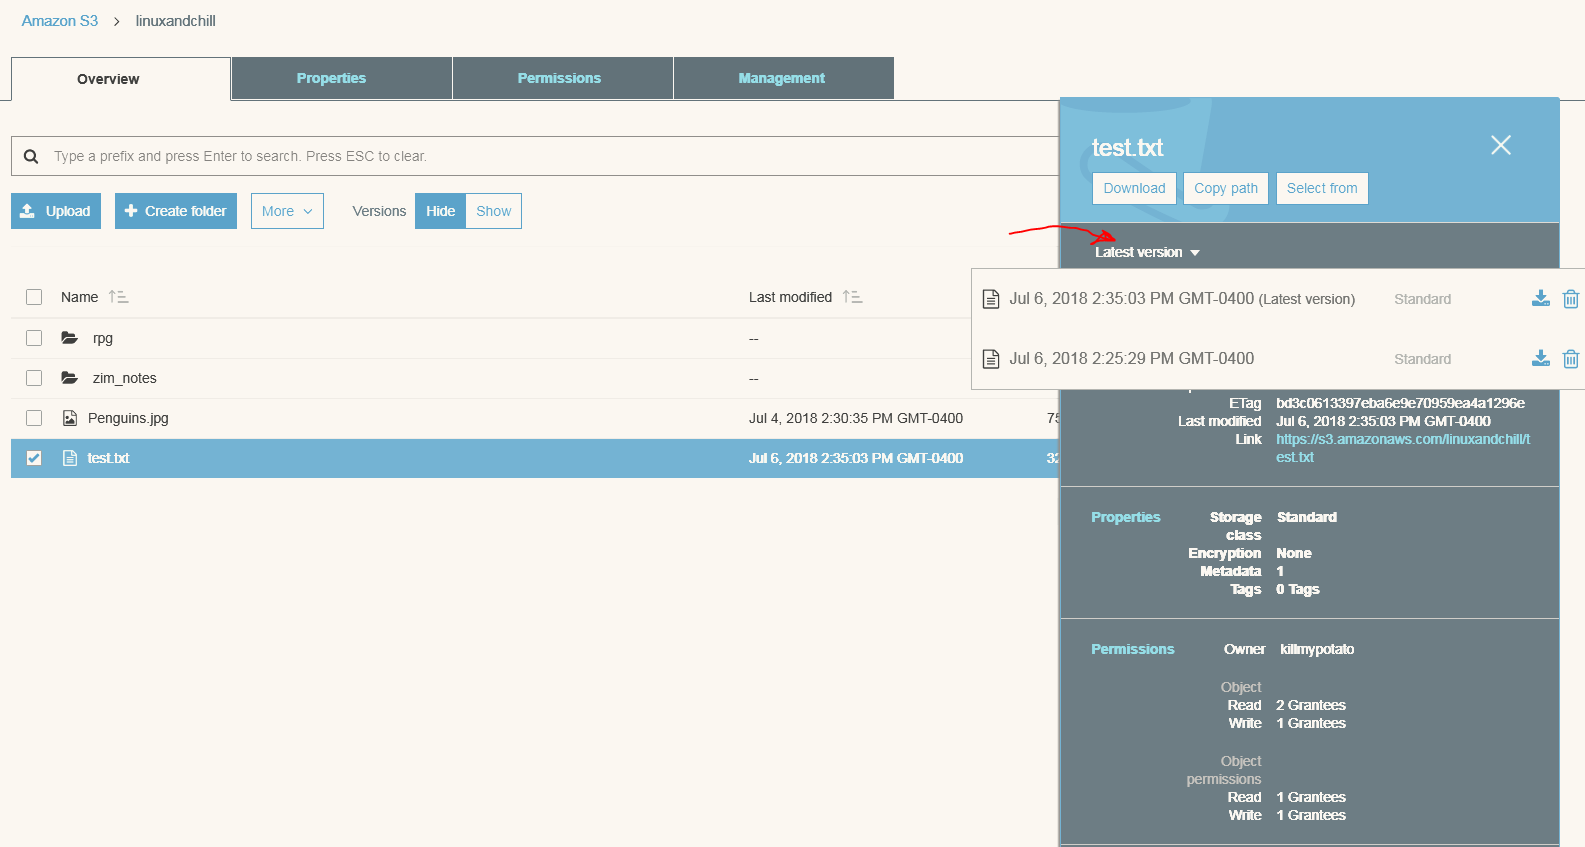 Amazon S3 > linuxandchill
Overview Properties Permissions Management
Type a prefix and press Enter to search. Press ESC to clear.
Upload Create folder More Versions Hide Show
Name Last modified
rpg --
zim_notes --
Penguins.jpg Jul 4, 2018 2:30:35 PM GMT-0400 75
test.txt Jul 6, 2018 2:35:03 PM GMT-0400 32
test.txt
Download Copy path Select from
Latest version
Jul 6, 2018 2:35:03 PM GMT-0400 (Latest version) Standard
Jul 6, 2018 2:25:29 PM GMT-0400 Standard
ETag bd3c0613397eba6e9e70959ea4a1296e
Last modified Jul 6, 2018 2:35:03 PM GMT-0400
Link https://s3.amazonaws.com/linuxandchill/t
est.txt
Properties Storage Standard
class
Encryption None
Metadata 1
Tags 0 Tags
Permissions Owner killmypotato
Object
Read 2 Grantees
Write 1 Grantees
Object
permissions
Read 1 Grantees
Write 1 Grantees